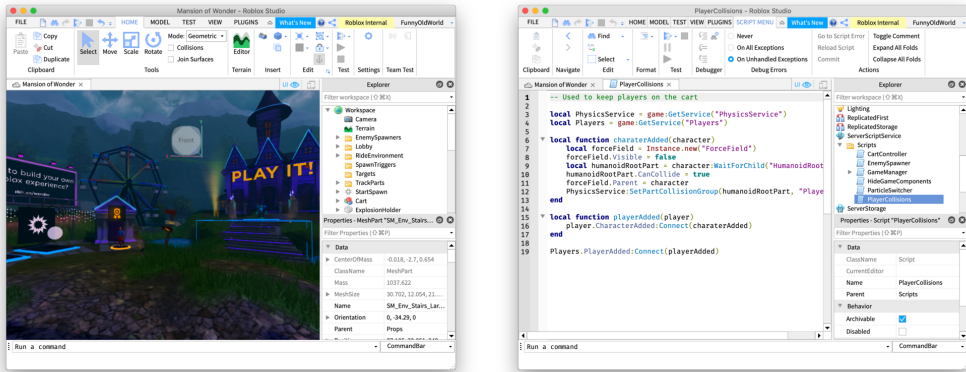 Mansion of Wonder - Roblox Studio
FILE HOME MODEL TEST VIEW PLUGINS What'sNew Roblox Internal FunnyOldWorld
Paste Copy Cut Duplicate
Select Move Scale Rotate
Mode: Geometric
Collisions
Join Surfaces
Editor
Clipboard Tools Terrain Insert Edit Test Settings Team Test
Mansion of Wonder × UI
Explorer
Filter workspace (⇧⌘X)
Workspace
Camera
Terrain
EnemySpawners
Lobby
RideEnvironment
SpawnTriggers
Targets
TrackParts
StartSpawn
Cart
ExplosionHolder
Front
to build your own
blox experience?
PLAY IT!
Properties - MeshPart "SM_Env_Stairs...
Filter Properties (⇧⌘P)
Data
CenterOfMass -0.018, -2.7, 0.654
ClassName MeshPart
Mass 1037.622
MeshSize 30.702, 12.054, 21....
Name SM_Env_Stairs_Lar...
Orientation 0, -34.29, 0
Parent Props
Run a command CommandBar
PlayerCollisions - Roblox Studio
FILE HOME MODEL TEST VIEW PLUGINS SCRIPT MENU What'sNew Roblox Internal FunnyOldWorld
Find
Select
Never
On All Exceptions
On Unhandled Exceptions
Go to Script Error
Reload Script
Commit
Toggle Comment
Expand All Folds
Collapse All Folds
Clipboard Navigate Edit Format Test Debugger Debug Errors Actions
Mansion of Wonder × PlayerCollisions × UI
1 -- Used to keep players on the cart
2
3 local PhysicsService = game:GetService("PhysicsService")
4 local Players = game:GetService("Players")
5
6 local function charaterAdded(character)
7 local forceField = Instance.new("ForceField")
8 forceField.Visible = false
9 local humanoidRootPart = character:WaitForChild("HumanoidRoot
10 humanoidRootPart.CanCollide = true
11 forceField.Parent = character
12 PhysicsService:SetPartCollisionGroup(humanoidRootPart, "Playe
13 end
14
15 local function playerAdded(player)
16 player.CharacterAdded:Connect(charaterAdded)
17 end
18
19 Players.PlayerAdded:Connect(playerAdded)
Explorer
Filter workspace (⇧⌘X)
Lighting
ReplicatedFirst
ReplicatedStorage
ServerScriptService
Scripts
CartController
EnemySpawner
GameManager
HideGameComponents
ParticleSwitcher
PlayerCollisions
ServerStorage
Properties - Script "PlayerCollisions"
Filter Properties (⇧⌘P)
Data
ClassName Script
CurrentEditor
Name PlayerCollisions
Parent Scripts
Behavior
Archivable
Disabled
Run a command CommandBar